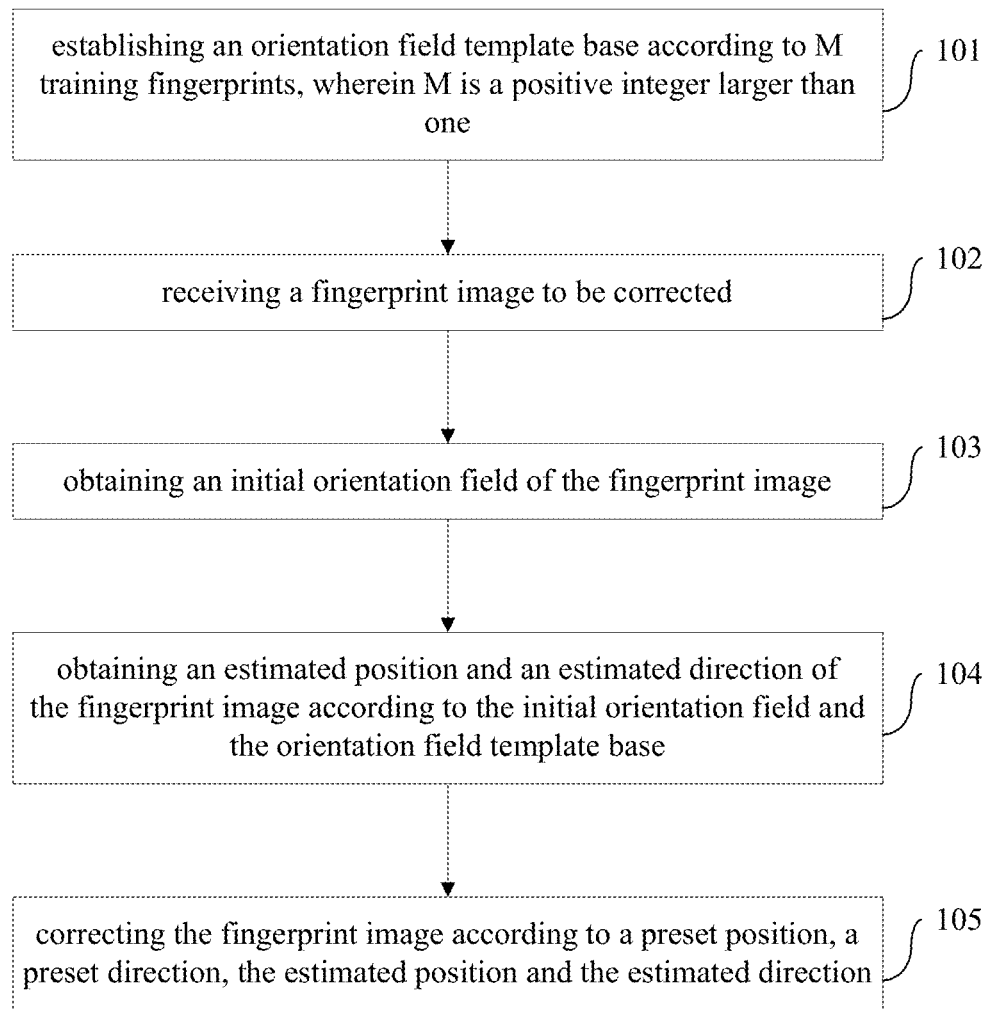 establishing an orientation field template base according to M
training fingerprints, wherein M is a positive integer larger than
one
101
receiving a fingerprint image to be corrected
102
obtaining an initial orientation field of the fingerprint image
103
obtaining an estimated position and an estimated direction of
the fingerprint image according to the initial orientation field and
the orientation field template base
104
correcting the fingerprint image according to a preset position, a
preset direction, the estimated position and the estimated direction
105